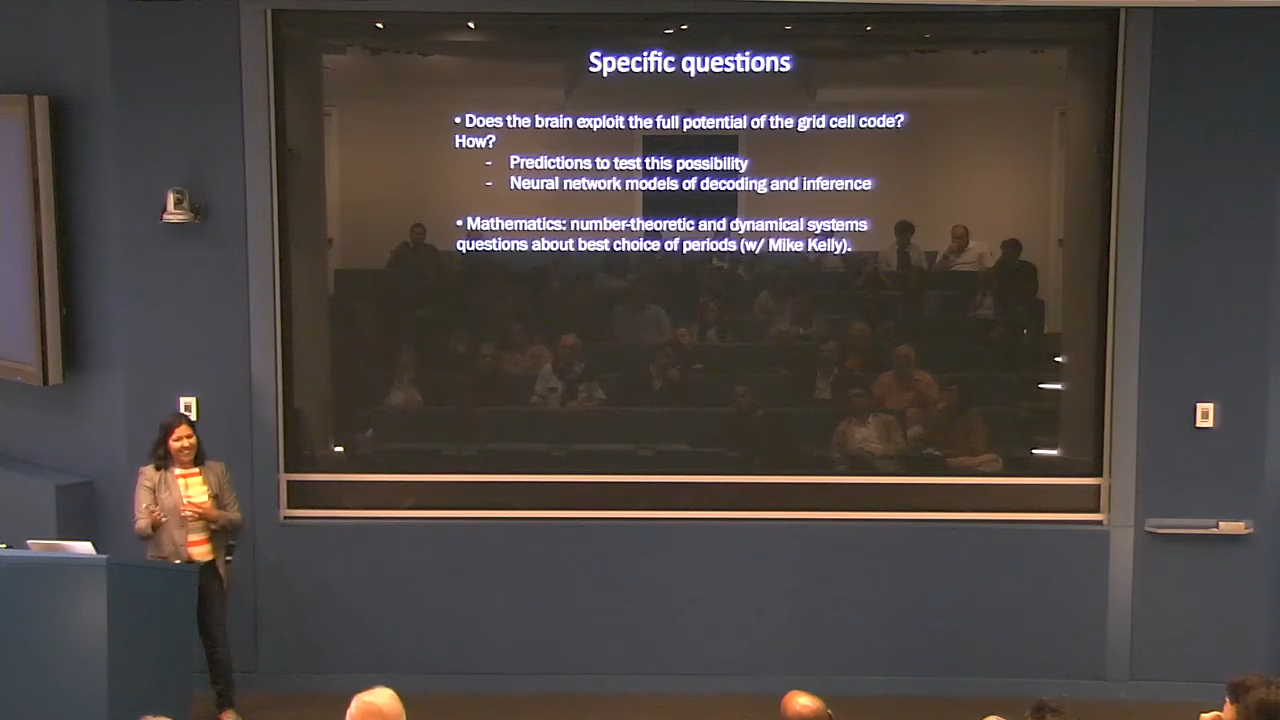 Specific questions
• Does the brain exploit the full potential of the grid cell code?
How?
- Predictions to test this possibility
- Neural network models of decoding and inference
• Mathematics: number-theoretic and dynamical systems
questions about best choice of periods (w/ Mike Kelly).